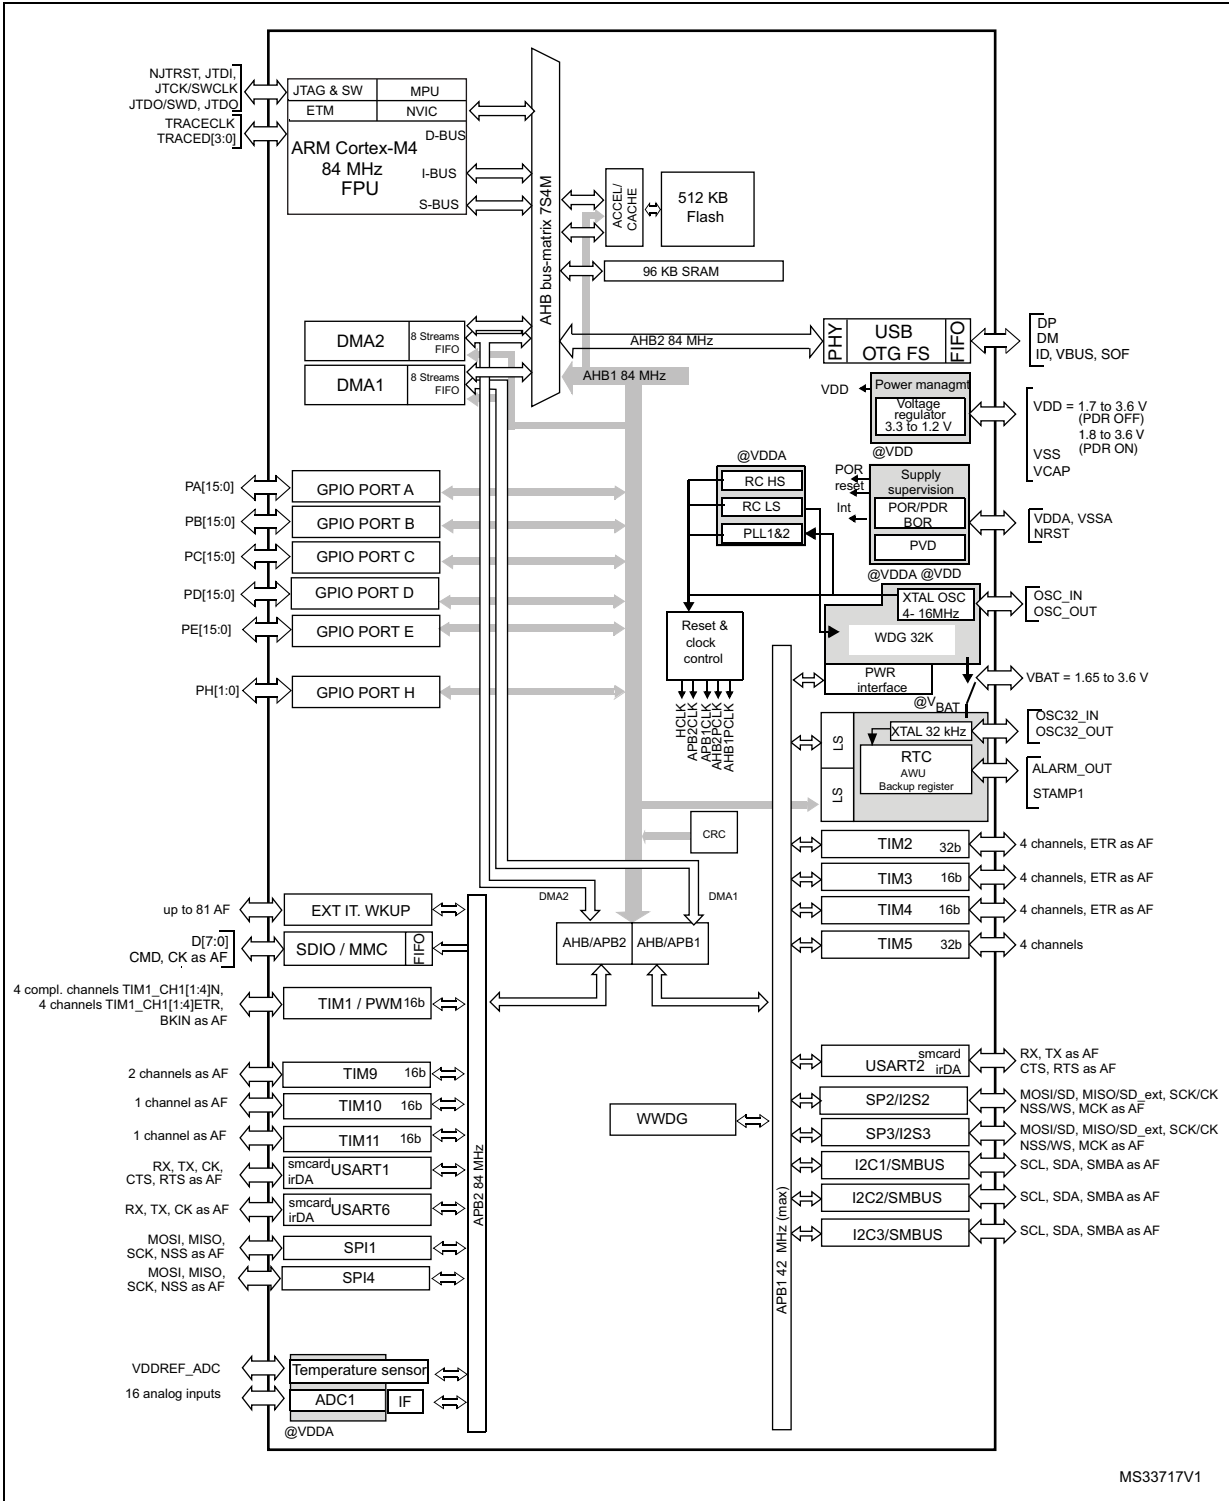 NJTRST, JTDI,
JTCK/SWCLK
JTDO/SWD, JTDO
TRACECLK
TRACED[3:0]
JTAG & SW
MPU
ETM
NVIC
D-BUS
ARM Cortex-M4
84 MHz
FPU
I-BUS
S-BUS
AHB bus-matrix 7S4M
ACCEL/
CACHE
512 KB
Flash
96 KB SRAM
DMA2
8 Streams
FIFO
DMA1
8 Streams
FIFO
AHB2 84 MHz
AHB1 84 MHz
PHY
USB
OTG FS
FIFO
DP
DM
ID, VBUS, SOF
VDD
Power managmt
Voltage
regulator
3.3 to 1.2 V
@VDD
VDD = 1.7 to 3.6 V
(PDR OFF)
1.8 to 3.6 V
(PDR ON)
VSS
VCAP
@VDDA
RC HS
RC LS
PLL1&2
POR
reset
Int
Supply
supervision
POR/PDR
BOR
PVD
VDDA, VSSA
NRST
@VDDA @VDD
XTAL OSC
4- 16MHz
OSC_IN
OSC_OUT
WDG 32K
PWR
interface
VBAT = 1.65 to 3.6 V
@VBAT
Reset &
clock
control
HCLK
APB2CLK
APB1CLK
AHB2PCLK
AHB1PCLK
LS
LS
XTAL 32 kHz
RTC
AWU
Backup register
OSC32_IN
OSC32_OUT
ALARM_OUT
STAMP1
PA[15:0]
GPIO PORT A
PB[15:0]
GPIO PORT B
PC[15:0]
GPIO PORT C
PD[15:0]
GPIO PORT D
PE[15:0]
GPIO PORT E
PH[1:0]
GPIO PORT H
CRC
DMA2
DMA1
AHB/APB2
AHB/APB1
TIM2
32b
4 channels, ETR as AF
TIM3
16b
4 channels, ETR as AF
TIM4
16b
4 channels, ETR as AF
TIM5
32b
4 channels
up to 81 AF
EXT IT. WKUP
D[7:0]
CMD, CK as AF
SDIO / MMC
FIFO
4 compl. channels TIM1_CH1[1:4]N,
4 channels TIM1_CH1[1:4]ETR,
BKIN as AF
TIM1 / PWM
16b
2 channels as AF
TIM9
16b
1 channel as AF
TIM10
16b
1 channel as AF
TIM11
16b
RX, TX, CK,
CTS, RTS as AF
smcard
irDA
USART1
RX, TX, CK as AF
smcard
irDA
USART6
MOSI, MISO,
SCK, NSS as AF
SPI1
MOSI, MISO,
SCK, NSS as AF
SPI4
VDDREF_ADC
Temperature sensor
16 analog inputs
ADC1
IF
@VDDA
APB2 84 MHz
WWDG
APB1 42 MHz (max)
smcard
irDA
USART2
RX, TX as AF
CTS, RTS as AF
SP2/I2S2
MOSI/SD, MISO/SD_ext, SCK/CK
NSS/WS, MCK as AF
SP3/I2S3
MOSI/SD, MISO/SD_ext, SCK/CK
NSS/WS, MCK as AF
I2C1/SMBUS
SCL, SDA, SMBA as AF
I2C2/SMBUS
SCL, SDA, SMBA as AF
I2C3/SMBUS
SCL, SDA, SMBA as AF
MS33717V1